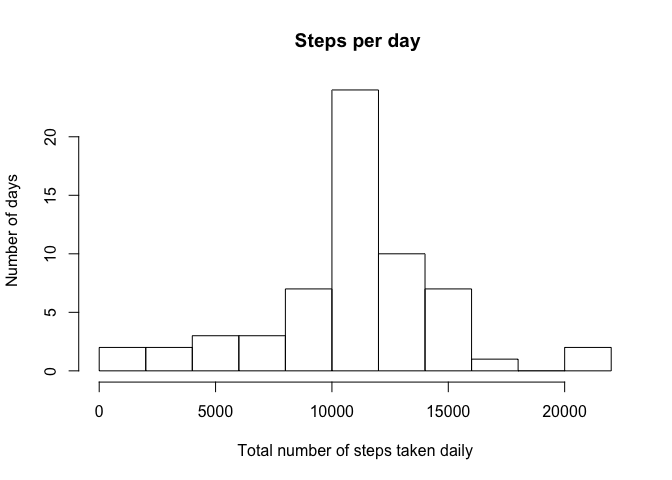 Steps per day
Number of days
20
15
10
5
0
0 5000 10000 15000 20000
Total number of steps taken daily